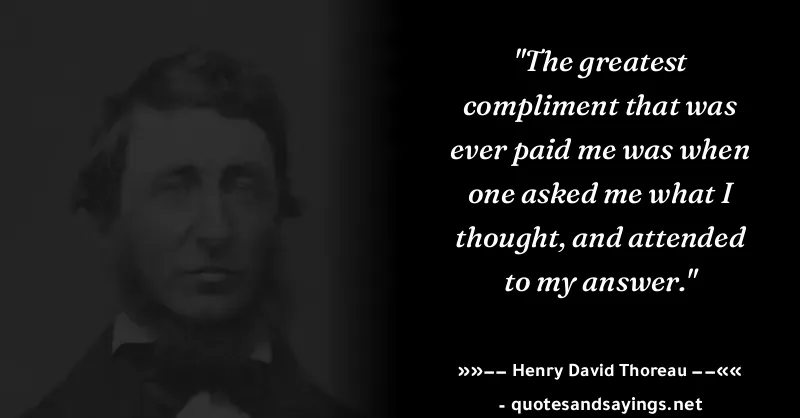 "The greatest
compliment that was
ever paid me was when
one asked me what I
thought, and attended
to my answer."
»»−− Henry David Thoreau −−««
- quotesandsayings.net